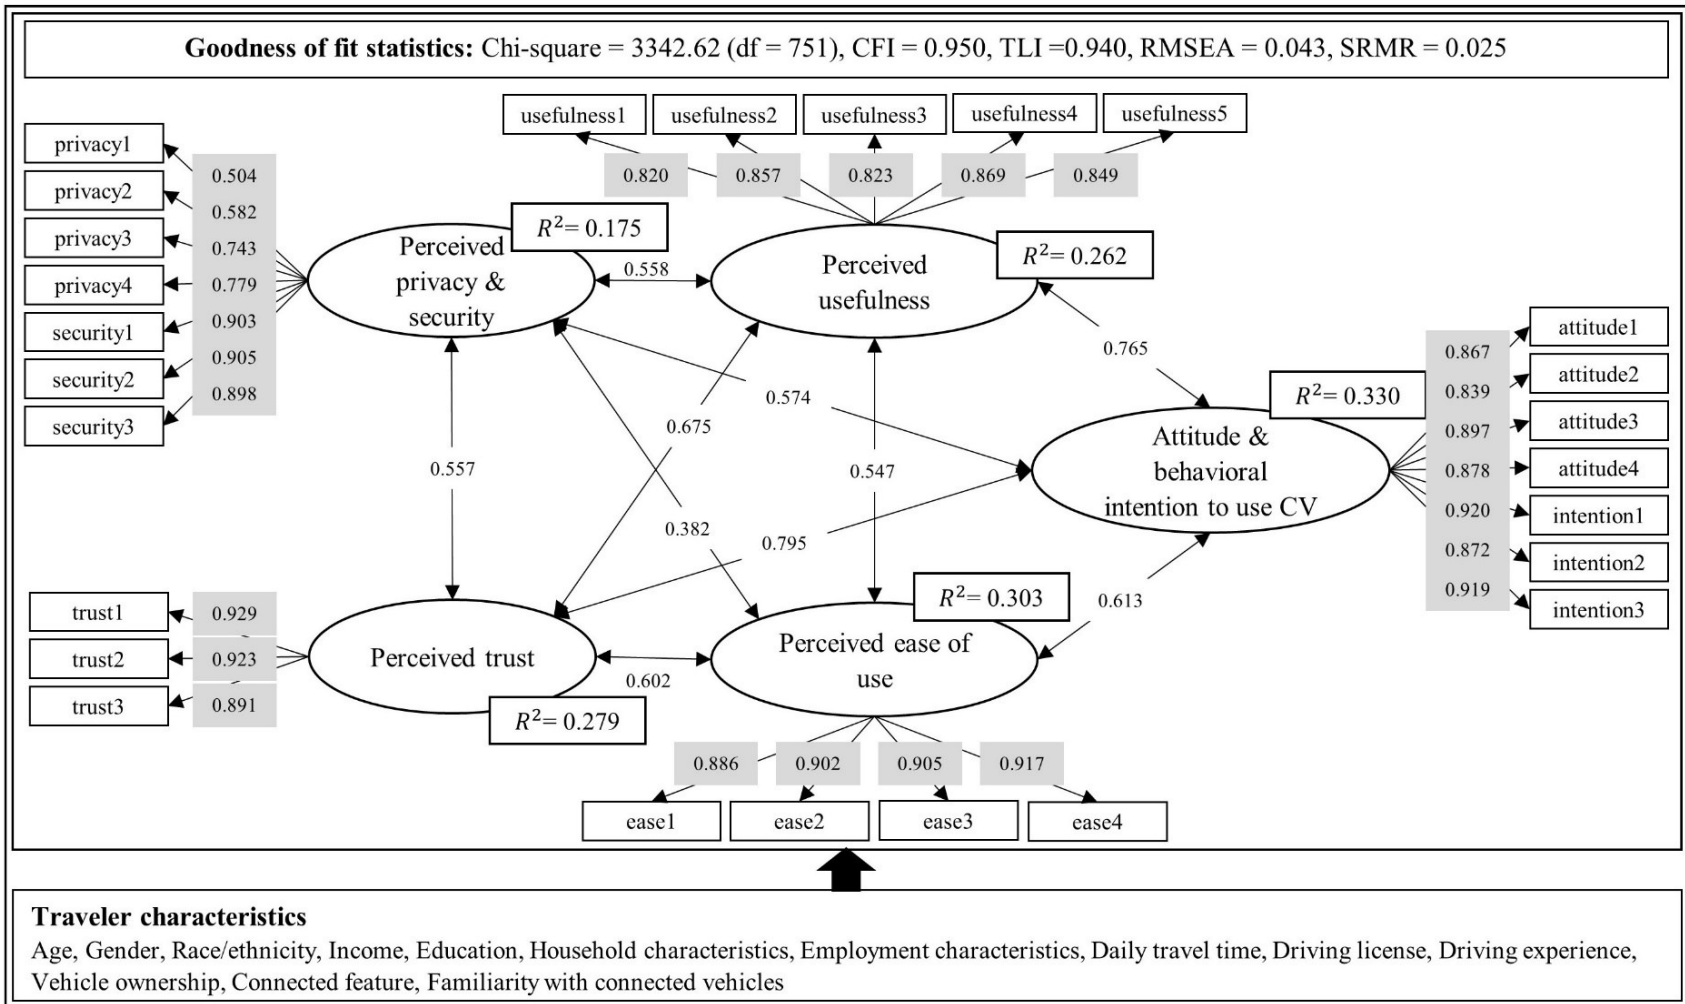 Goodness of fit statistics: Chi-square = 3342.62 (df = 751), CFI = 0.950, TLI =0.940, RMSEA = 0.043, SRMR = 0.025
usefulness1
usefulness2
usefulness3
usefulness4
usefulness5
0.820
0.857
0.823
0.869
0.849
privacy1
privacy2
privacy3
privacy4
security1
security2
security3
0.504
0.582
0.743
0.779
0.903
0.905
0.898
Perceived
privacy &
security
R²= 0.175
0.558
Perceived
usefulness
R²= 0.262
0.765
0.574
0.675
0.557
0.547
0.382
0.795
0.613
0.602
Attitude &
behavioral
intention to use CV
R²= 0.330
0.867
0.839
0.897
0.878
0.920
0.872
0.919
attitude1
attitude2
attitude3
attitude4
intention1
intention2
intention3
trust1
trust2
trust3
0.929
0.923
0.891
Perceived trust
R²= 0.279
Perceived ease of
use
R²= 0.303
0.886
0.902
0.905
0.917
ease1
ease2
ease3
ease4
Traveler characteristics
Age, Gender, Race/ethnicity, Income, Education, Household characteristics, Employment characteristics, Daily travel time, Driving license, Driving experience,
Vehicle ownership, Connected feature, Familiarity with connected vehicles